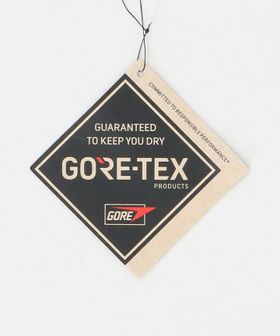 COMMITTED TO RESPONSIBLE PERFORMANCE
GUARANTEED
TO KEEP YOU DRY
GORE-TEX
PRODUCTS
GORE